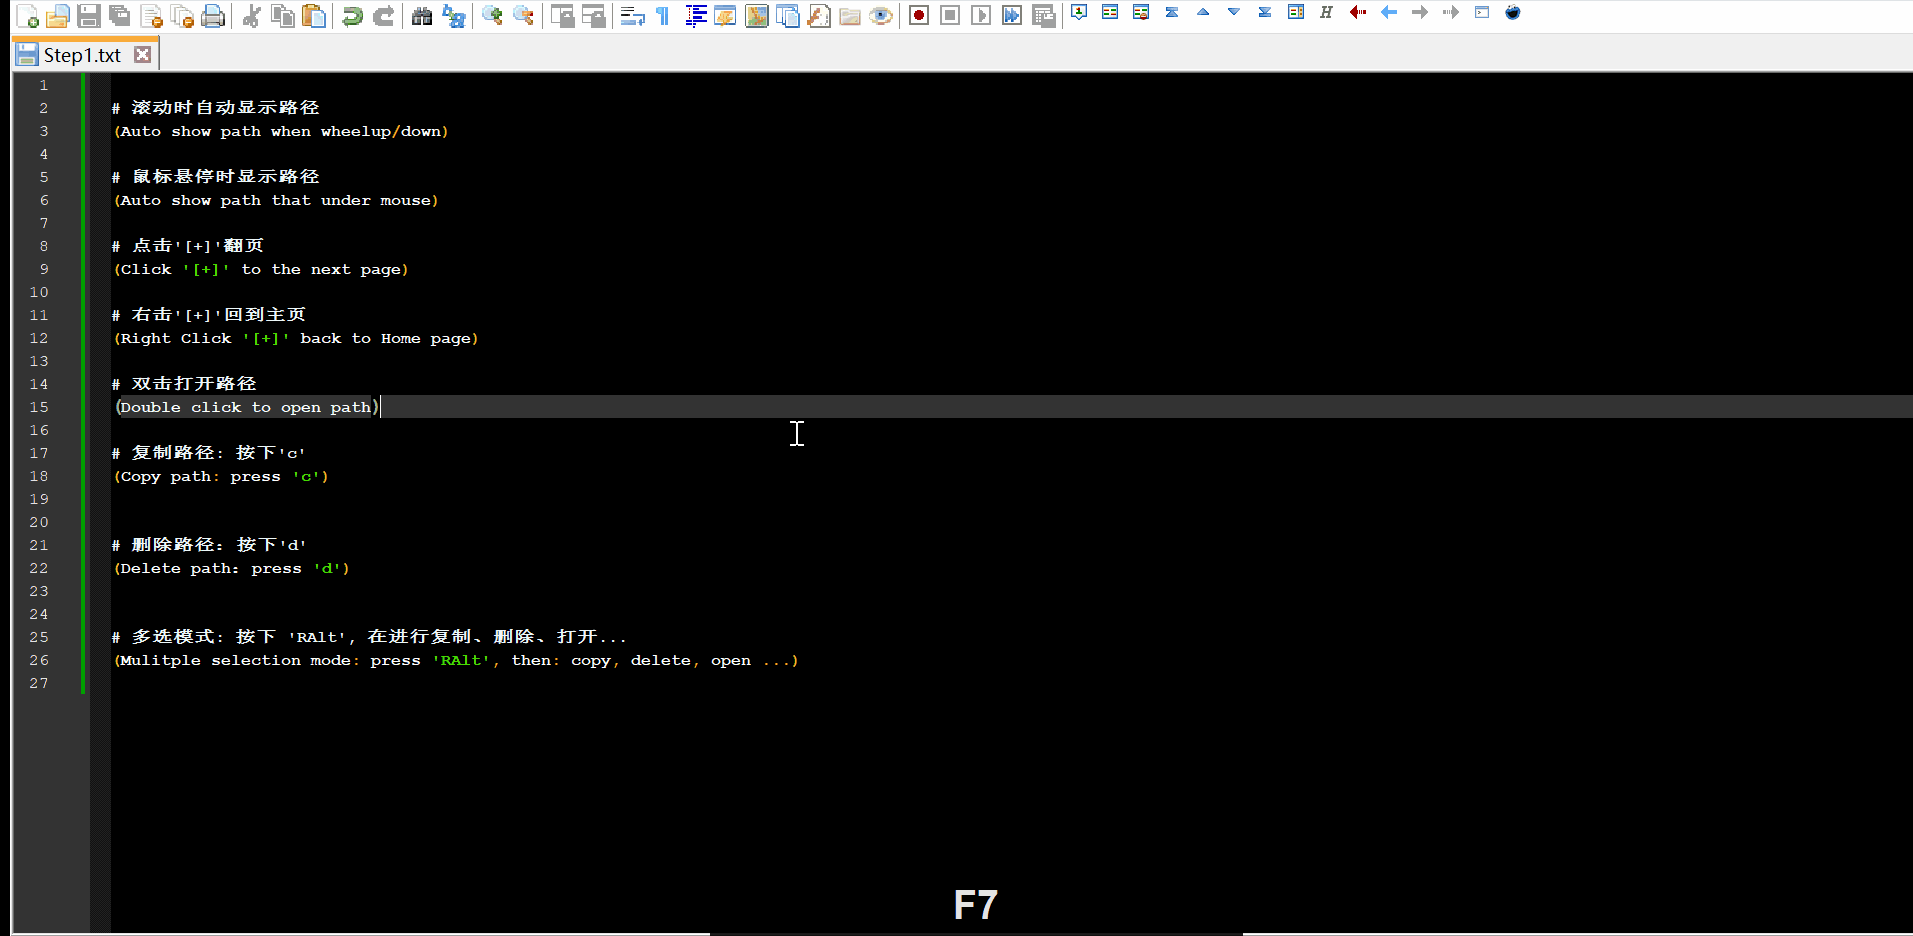 Step1.txt
1
2 # 滚动时自动显示路径
3 (Auto show path when wheelup/down)
4
5 # 鼠标悬停时显示路径
6 (Auto show path that under mouse)
7
8 # 点击'[+]'翻页
9 (Click '[+]' to the next page)
10
11 # 右击'[+]'回到主页
12 (Right Click '[+]' back to Home page)
13
14 # 双击打开路径
15 (Double click to open path)
16
17 # 复制路径: 按下'c'
18 (Copy path: press 'c')
19
20
21 # 删除路径：按下'd'
22 (Delete path：press 'd')
23
24
25 # 多选模式: 按下 'RAlt', 在进行复制、删除、打开...
26 (Mulitple selection mode: press 'RAlt', then: copy, delete, open ...)
27
F7